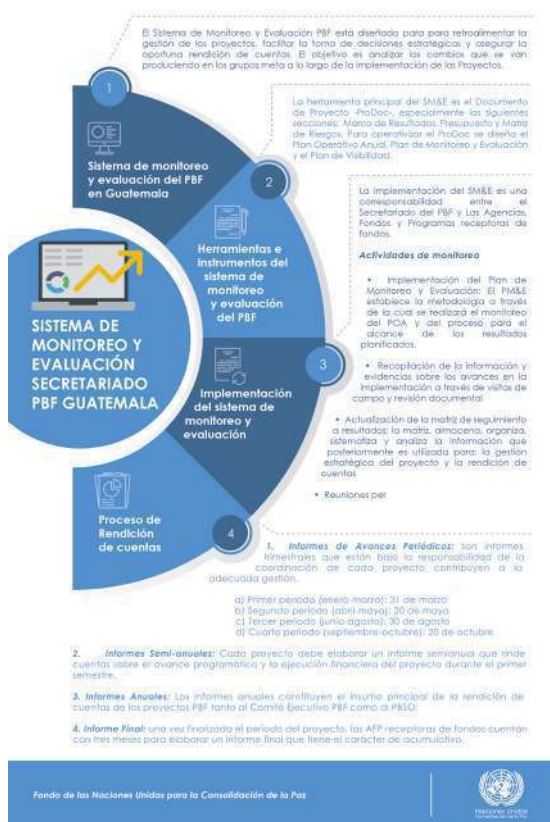 El Sistema de Monitoreo y Evaluación PBF está diseñado para para retroalimentar la
gestión de los proyectos, facilitar la toma de decisiones estratégicas y asegurar la
oportuna rendición de cuentas. El objetivo es analizar los cambios que se van
produciendo en los grupos meta a lo largo de la implementación de los Proyectos.
1
Sistema de monitoreo
y evaluación del PBF
en Guatemala
La herramienta principal del SM&E es el Documento
de Proyecto -ProDoc-, especialmente las siguientes
secciones: Marco de Resultados, Presupuesto y Matriz
de Riesgos. Para operativizar el ProDoc se diseña el
Plan Operativo Anual, Plan de Monitoreo y Evaluación
y el Plan de Visibilidad.
2
Herramientas e
instrumentos del
sistema de
monitoreo
y evaluación
del PBF
La implementación del SM&E es una
corresponsabilidad entre el
Secretariado del PBF y Las Agencias,
Fondos y Programas receptoras de
fondos.
Actividades de monitoreo
• Implementación del Plan de
Monitoreo y Evaluación: El PM&E
establece la metodología a través
de la cual se realizará el monitoreo
del POA y del proceso para el
alcance de los resultados
planificados.
• Recopilación de la información y
evidencias sobre los avances en la
implementación a través de visitas de
campo y revisión documental
• Actualización de la matriz de seguimiento
a resultados: la matriz, almacena, organiza,
sistematiza y analiza la información que
posteriormente es utilizada para: la gestión
estratégica del proyecto y la rendición de
cuentas
• Reuniones per
SISTEMA DE
MONITOREO Y
EVALUACIÓN
SECRETARIADO
PBF GUATEMALA
3
Implementación
del sistema de
monitoreo y
evaluación
Proceso de
Rendición
de cuentas
4
1. Informes de Avances Periódicos: son informes
trimestrales que están bajo la responsabilidad de la
coordinación de cada proyecto contribuyen a la
adecuada gestión.
a) Primer periodo (enero-marzo): 31 de marzo
b) Segundo periodo (abril-mayo): 20 de mayo
c) Tercer periodo (junio-agosto): 30 de agosto
d) Cuarto periodo (septiembre-octubre): 20 de octubre
2. Informes Semi-anuales: Cada proyecto debe elaborar un informe semianual que rinde
cuentas sobre el avance programático y la ejecución financiera del proyecto durante el primer
semestre.
3. Informes Anuales: Los informes anuales constituyen el insumo principal de la rendición de
cuentas de los proyectos PBF tanto al Comité Ejecutivo PBF como al PBSO.
4. Informe Final: una vez finalizado el período del proyecto, las AFP receptoras de fondos cuentan
con tres meses para elaborar un informe final que tiene el carácter de acumulativo.
Fondo de las Naciones Unidas para la Consolidación de la Paz
Naciones Unidas